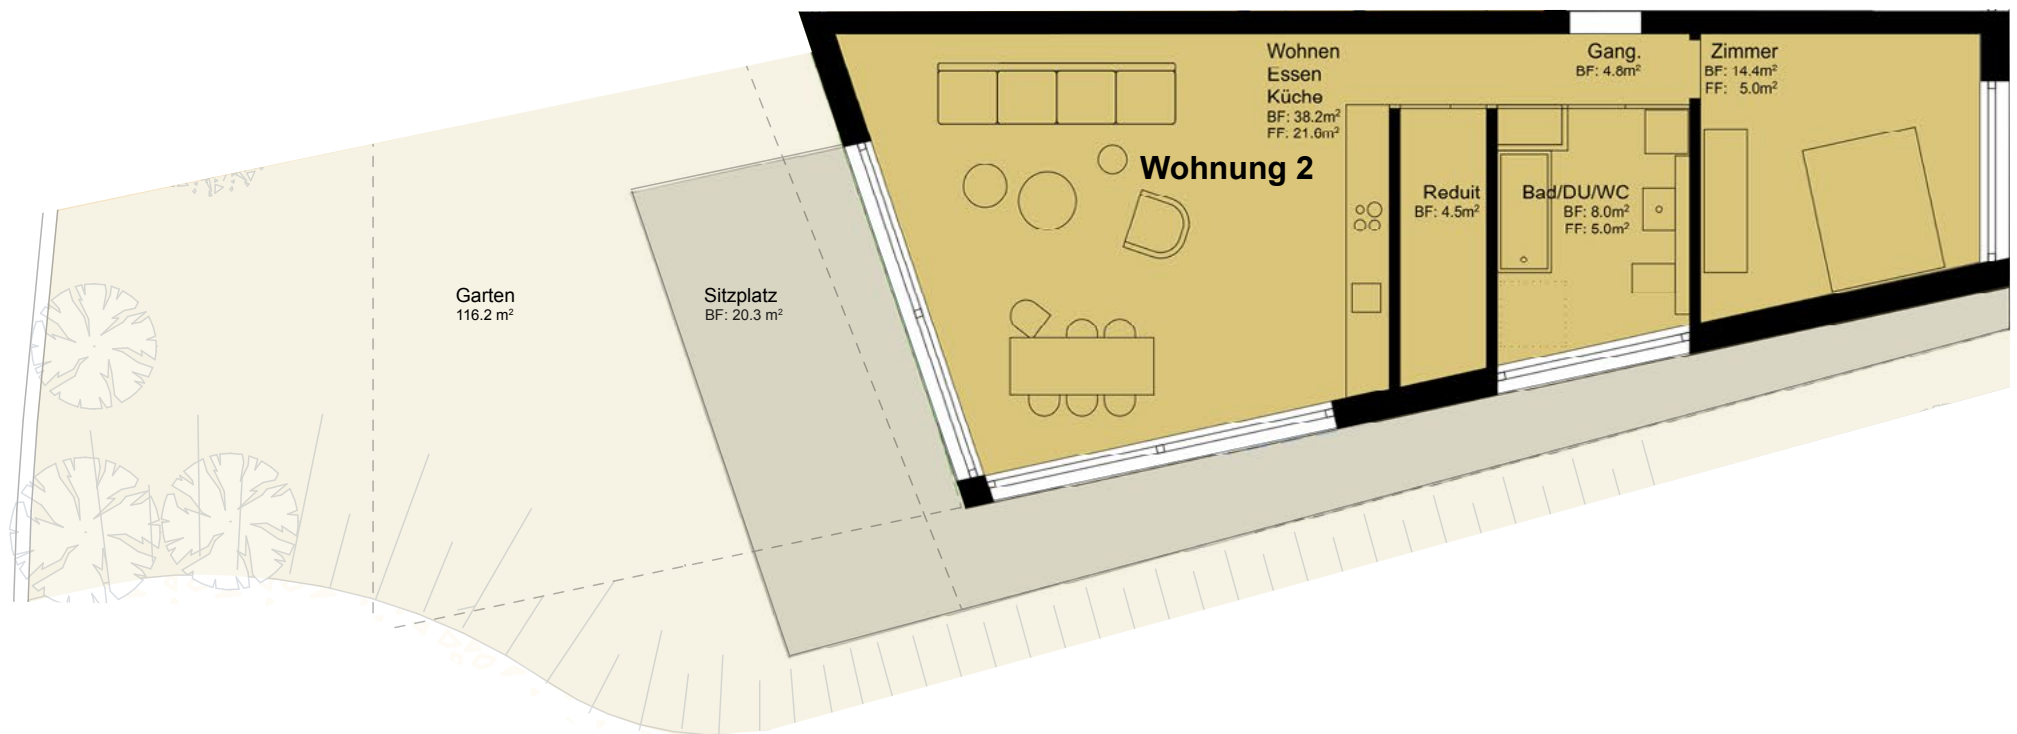 Wohnen
Essen
Küche
BF: 38.2m²
FF: 21.6m²
Gang.
BF: 4.8m²
Zimmer
BF: 14.4m²
FF: 5.0m²
Wohnung 2
Reduit
BF: 4.5m²
Bad/DU/WC
BF: 8.0m²
FF: 5.0m²
Garten
116.2 m²
Sitzplatz
BF: 20.3 m²